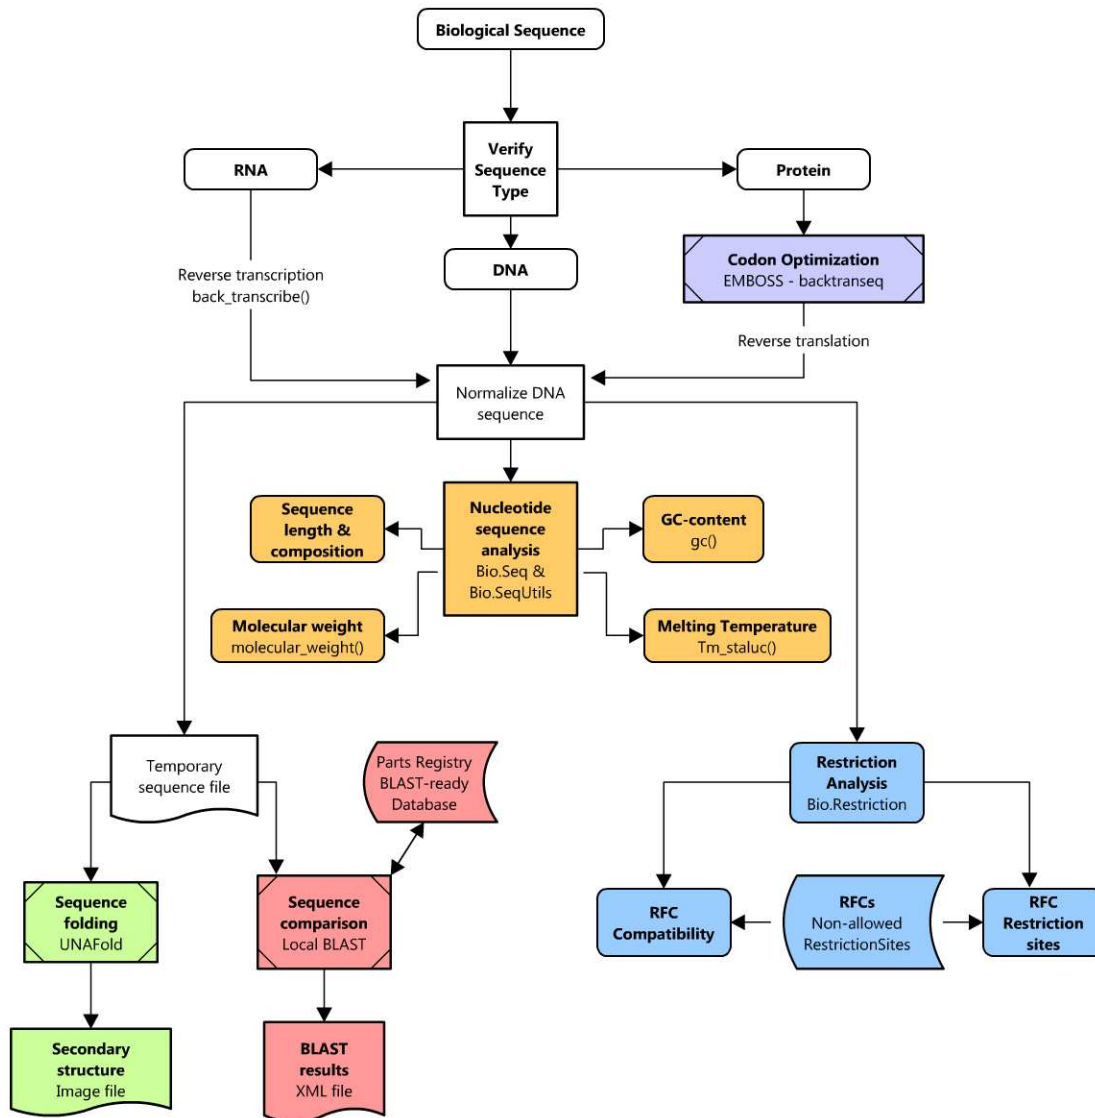 Biological Sequence
Verify
Sequence
Type
RNA
Protein
DNA
Codon Optimization
EMBOSS - backtranseq
Reverse transcription
back_transcribe()
Reverse translation
Normalize DNA
sequence
Sequence
length &
composition
Nucleotide
sequence
analysis
Bio.Seq &
Bio.SeqUtils
GC-content
gc()
Molecular weight
molecular_weight()
Melting Temperature
Tm_staluc()
Temporary
sequence file
Parts Registry
BLAST-ready
Database
Restriction
Analysis
Bio.Restriction
Sequence
folding
UNAFold
Sequence
comparison
Local BLAST
RFC
Compatibility
RFCs
Non-allowed
RestrictionSites
RFC
Restriction
sites
Secondary
structure
Image file
BLAST
results
XML file